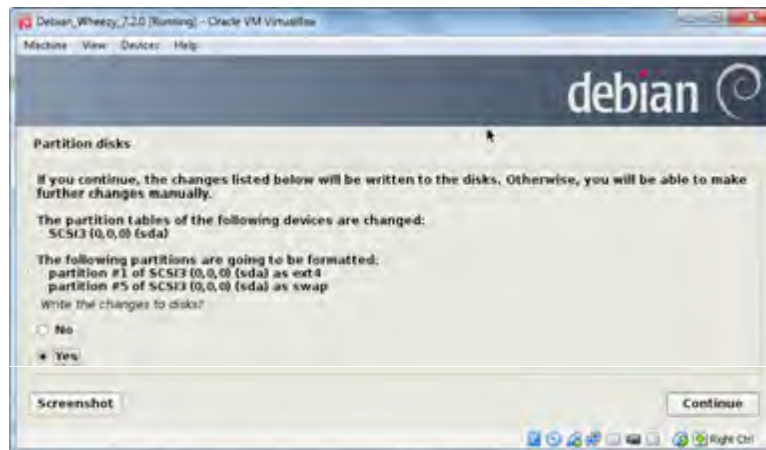 Debian_Wheezy_7.2.0 [Running] - Oracle VM VirtualBox
Machine View Devices Help
debian
Partition disks
If you continue, the changes listed below will be written to the disks. Otherwise, you will be able to make
further changes manually.
The partition tables of the following devices are changed:
SCSI3 (0,0,0) (sda)
The following partitions are going to be formatted:
partition #1 of SCSI3 (0,0,0) (sda) as ext4
partition #5 of SCSI3 (0,0,0) (sda) as swap
Write the changes to disks?
No
Yes
Screenshot Continue
Right Ctrl